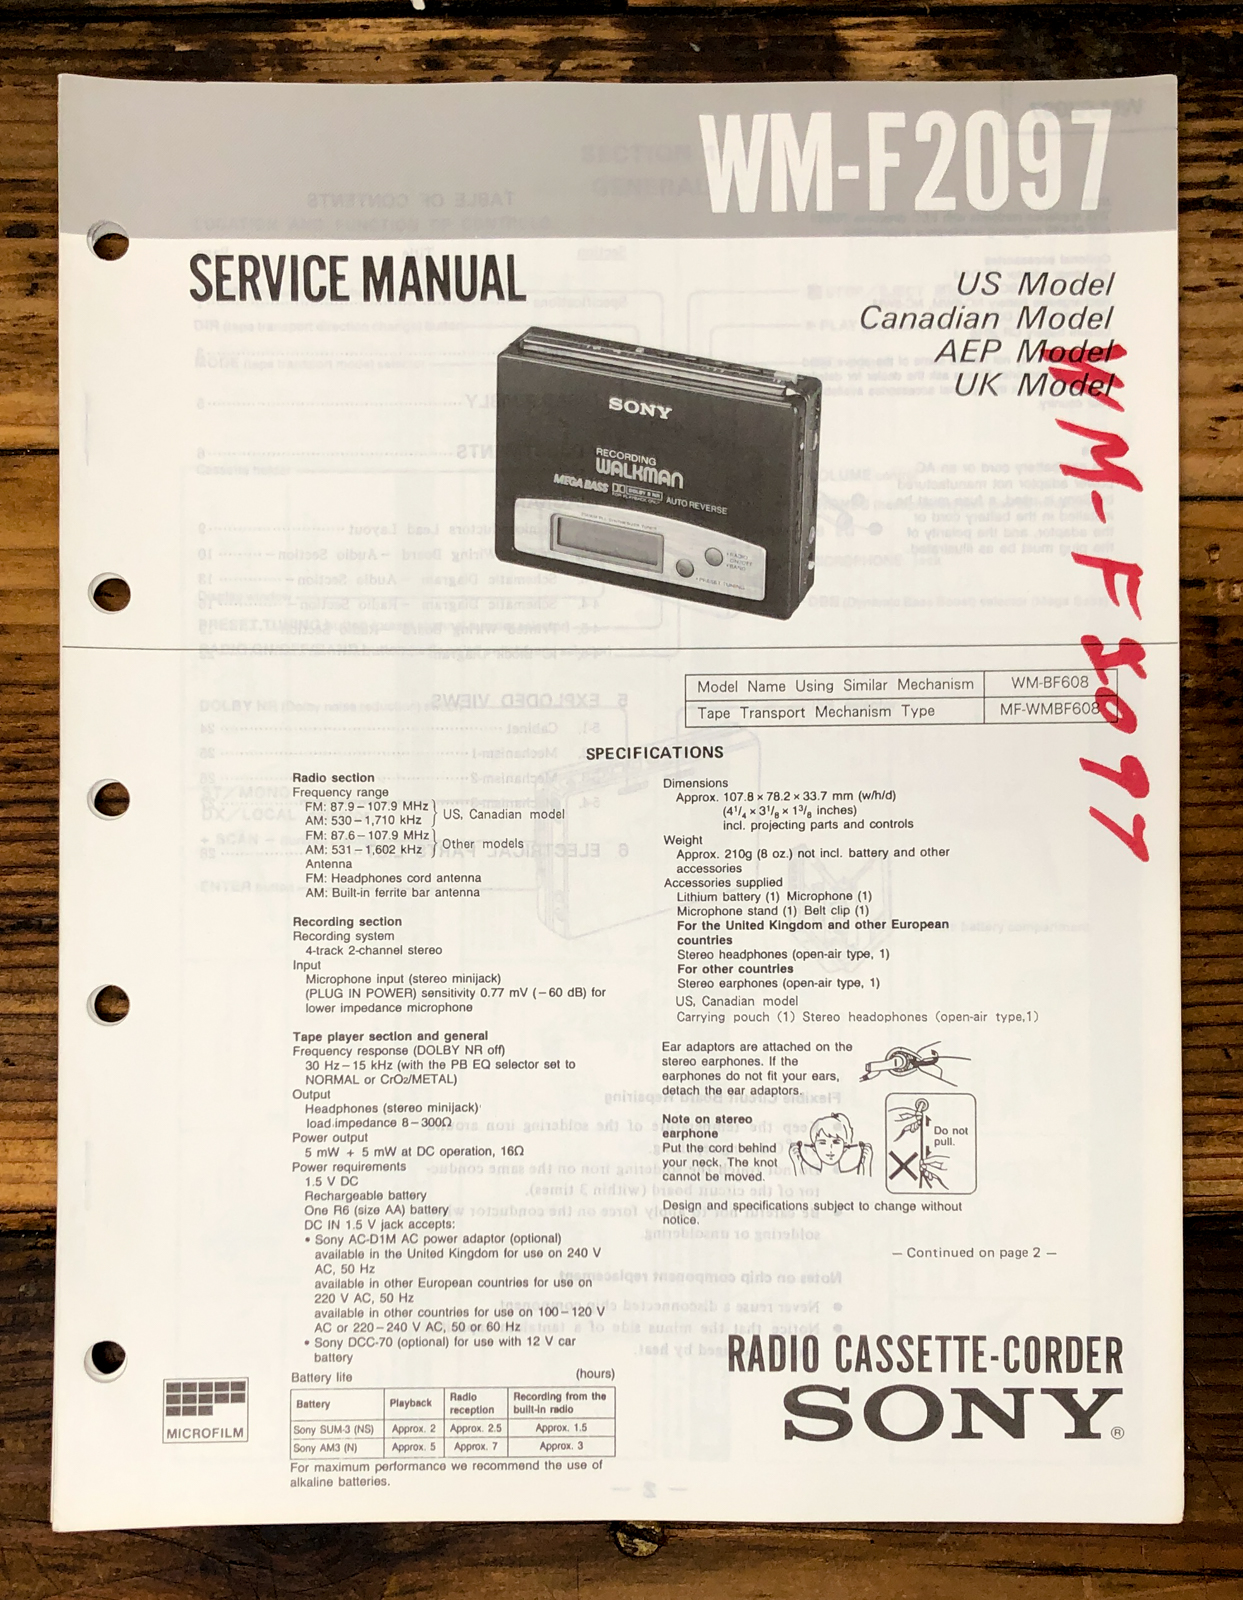 WM-F2097
SERVICE MANUAL
US Model
Canadian Model
AEP Model
UK Model
WM-F2097
SONY
RECORDING
WALKMAN
MEGA BASS
DOLBY B NR
AUTO REVERSE
Model Name Using Similar Mechanism WM-BF608
Tape Transport Mechanism Type MF-WMBF608
SPECIFICATIONS
Radio section
Frequency range
FM: 87.9–107.9 MHz
AM: 530–1,710 kHz
US, Canadian model
FM: 87.6–107.9 MHz
AM: 531–1,602 kHz
Other models
Antenna
FM: Headphones cord antenna
AM: Built-in ferrite bar antenna
Recording section
Recording system
4-track 2-channel stereo
Input
Microphone input (stereo minijack)
(PLUG IN POWER) sensitivity 0.77 mV (–60 dB) for
lower impedance microphone
Tape player section and general
Frequency response (DOLBY NR off)
30 Hz–15 kHz (with the PB EQ selector set to
NORMAL or CrO2/METAL)
Output
Headphones (stereo minijack)
load impedance 8–300Ω
Power output
5 mW + 5 mW at DC operation, 16Ω
Power requirements
1.5 V DC
Rechargeable battery
One R6 (size AA) battery
DC IN 1.5 V jack accepts:
• Sony AC-D1M AC power adaptor (optional)
available in the United Kingdom for use on 240 V
AC, 50 Hz
available in other European countries for use on
220 V AC, 50 Hz
available in other countries for use on 100–120 V
AC or 220–240 V AC, 50 or 60 Hz
• Sony DCC-70 (optional) for use with 12 V car
battery
Battery life (hours)
Battery Playback Radio reception Recording from the built-in radio
Sony SUM-3 (NS) Approx. 2 Approx. 2.5 Approx. 1.5
Sony AM3 (N) Approx. 5 Approx. 7 Approx. 3
For maximum performance we recommend the use of
alkaline batteries.
MICROFILM
Dimensions
Approx. 107.8 × 78.2 × 33.7 mm (w/h/d)
(4¹/₄ × 3¹/₈ × 1³/₈ inches)
incl. projecting parts and controls
Weight
Approx. 210g (8 oz.) not incl. battery and other
accessories
Accessories supplied
Lithium battery (1) Microphone (1)
Microphone stand (1) Belt clip (1)
For the United Kingdom and other European
countries
Stereo headphones (open-air type, 1)
For other countries
Stereo earphones (open-air type, 1)
US, Canadian model
Carrying pouch (1) Stereo headophones (open-air type,1)
Ear adaptors are attached on the
stereo earphones. If the
earphones do not fit your ears,
detach the ear adaptors.
Note on stereo
earphone
Put the cord behind
your neck. The knot
cannot be moved.
Do not
pull.
Design and specifications subject to change without
notice.
— Continued on page 2 —
RADIO CASSETTE-CORDER
SONY®